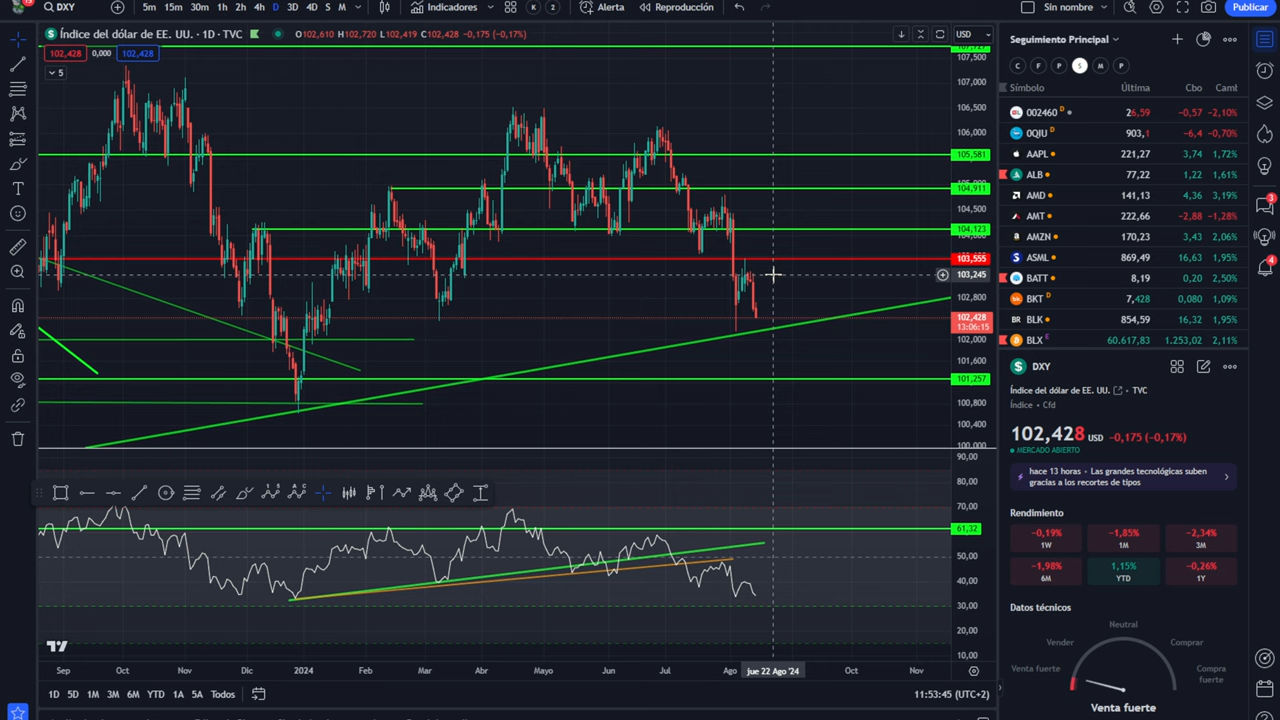 DXY 5m 15m 30m 1h 2h 4h D 3D 4D S M Indicadores K 2 Alerta Reproducción Sin nombre Publicar
Índice del dólar de EE. UU. · 1D · TVC O102,610 H102,720 L102,419 C102,428 -0,175 (-0,17%)
102,428 0,000 102,428
5
USD
107,500
107,000
106,500
106,000
105,581
104,911
104,500
104,123
103,555
103,245
102,800
102,428
13:06:15
102,000
101,600
101,257
100,800
100,400
100,000
90,00
80,00
70,00
61,32
50,00
40,00
30,00
20,00
10,00
Sep Oct Nov Dic 2024 Feb Mar Abr Mayo Jun Jul Ago jue 22 Ago '24 Oct Nov
1D 5D 1M 3M 6M YTD 1A 5A Todos
11:53:45 (UTC+2)
Seguimiento Principal
C F P S M P
Símbolo Última Cbo Camt
002460 D 26,59 -0,57 -2,10%
0QJU D 903,1 -6,4 -0,70%
AAPL 221,27 3,74 1,72%
ALB 77,22 1,22 1,61%
AMD 141,13 4,36 3,19%
AMT 222,66 -2,88 -1,28%
AMZN 170,23 3,43 2,06%
ASML 869,49 16,63 1,95%
BATT 8,19 0,20 2,50%
BKT D 7,428 0,080 1,09%
BLK 854,59 16,32 1,95%
BLX E 60.617,83 1.253,02 2,11%
DXY
Índice del dólar de EE. UU. · TVC
Índice · Cfd
102,428 USD -0,175 (-0,17%)
MERCADO ABIERTO
hace 13 horas · Las grandes tecnológicas suben
gracias a los recortes de tipos
Rendimiento
-0,19% -1,85% -2,34%
1W 1M 3M
-1,98% 1,15% -0,26%
6M YTD 1Y
Datos técnicos
Neutral
Vender Comprar
Venta fuerte Compra
fuerte
Venta fuerte
3
4